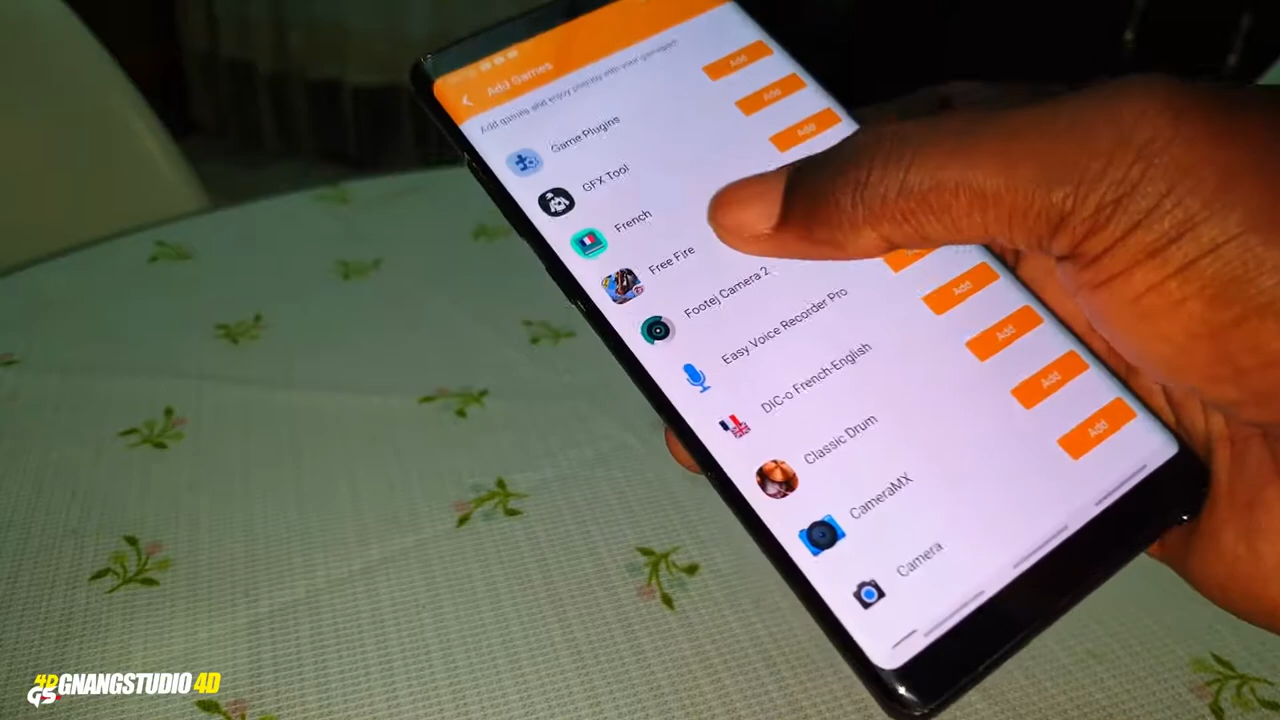 Add Games
Add games and enjoy playing with your gamepad!
Game Plugins
Add
GFX Tool
Add
French
Add
Free Fire
Footej Camera 2
Easy Voice Recorder Pro
DIC-o French-English
Add
Classic Drum
Add
CameraMX
Add
Camera
Add
4D
GS
GNANGSTUDIO 4D